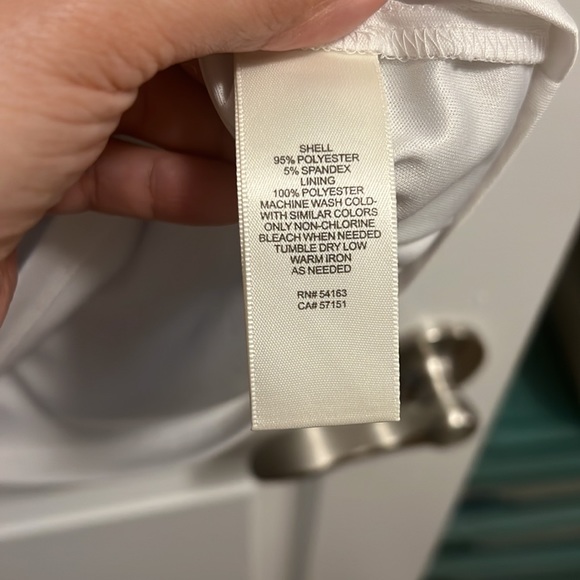 SHELL
95% POLYESTER
5% SPANDEX
LINING
100% POLYESTER
MACHINE WASH COLD-
WITH SIMILAR COLORS
ONLY NON-CHLORINE
BLEACH WHEN NEEDED
TUMBLE DRY LOW
WARM IRON
AS NEEDED
RN# 54163
CA# 57151